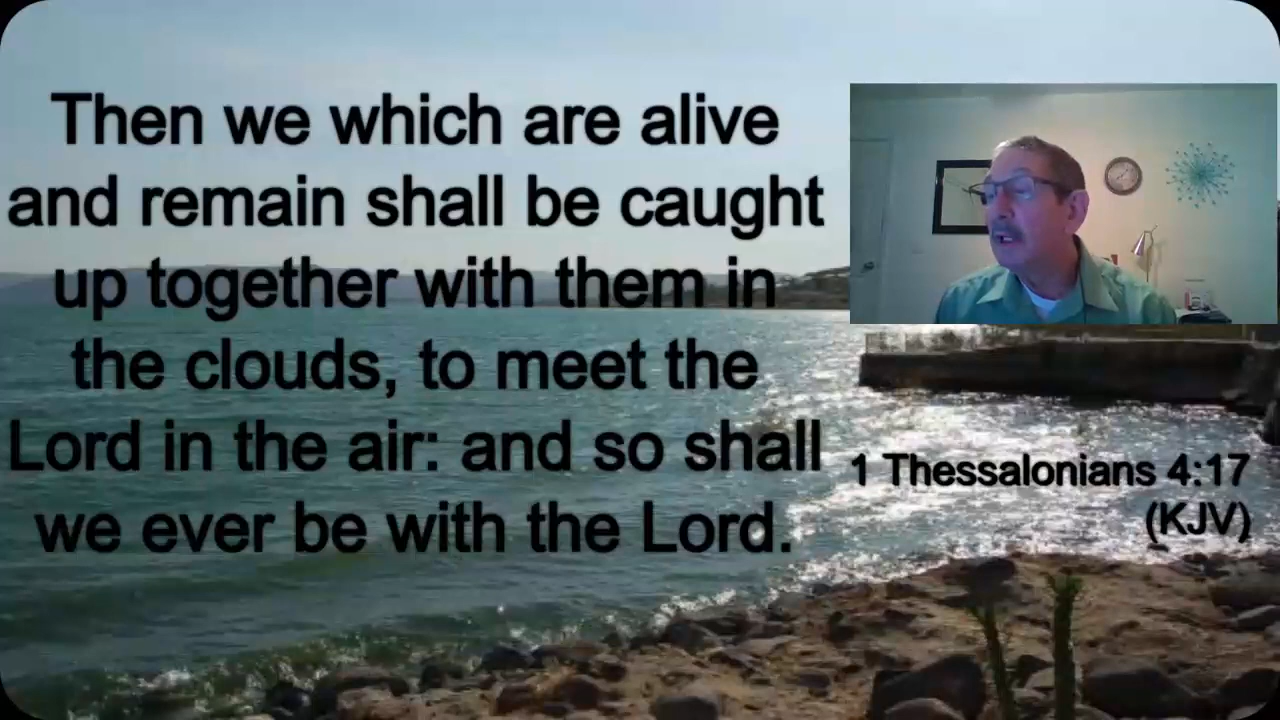 Then we which are alive
and remain shall be caught
up together with them in
the clouds, to meet the
Lord in the air: and so shall
we ever be with the Lord.
1 Thessalonians 4:17
(KJV)